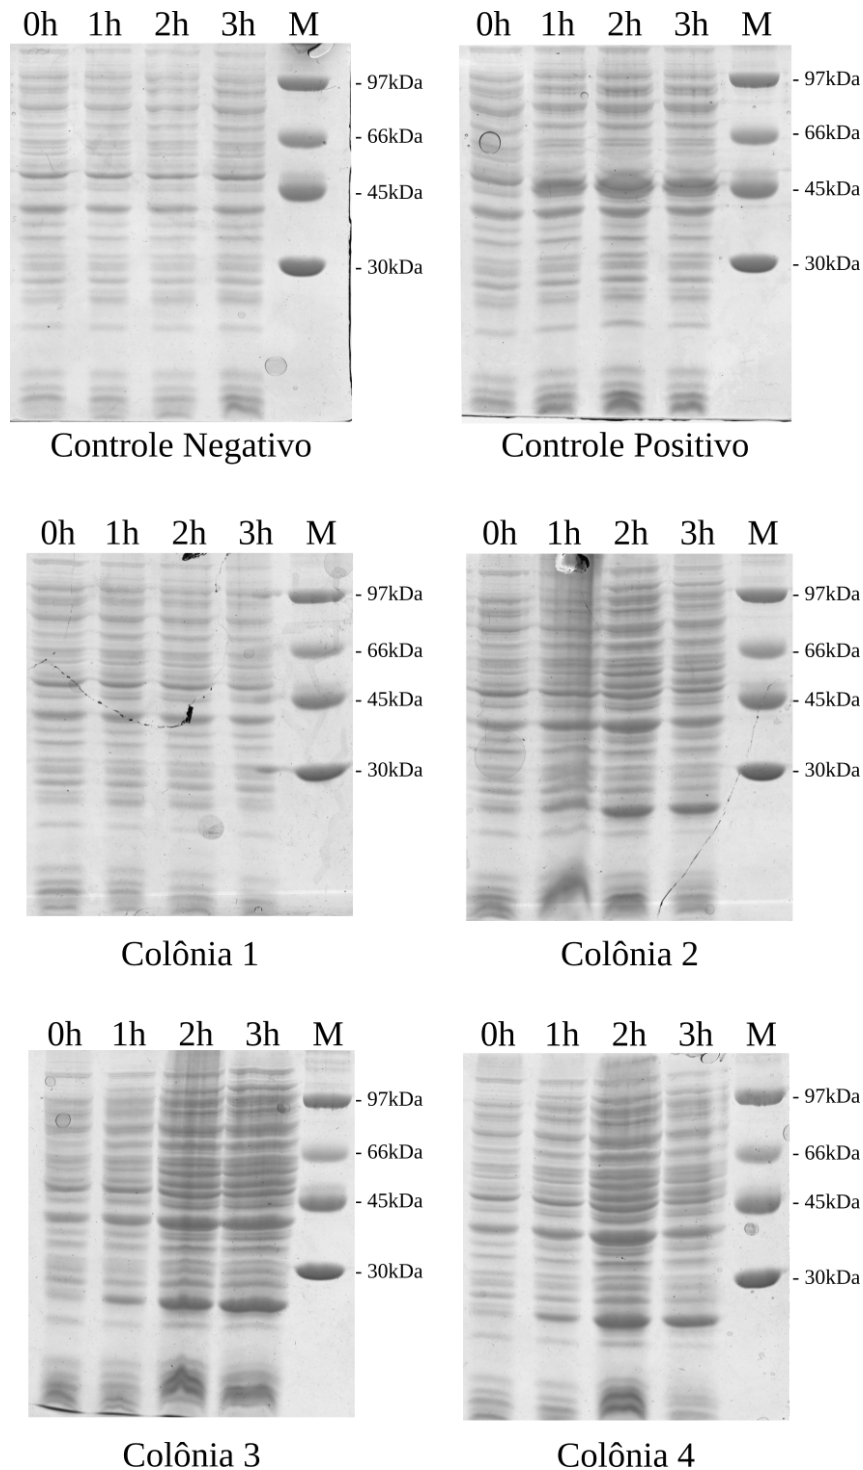 0h 1h 2h 3h M
- 97kDa
- 66kDa
- 45kDa
- 30kDa
Controle Negativo
0h 1h 2h 3h M
- 97kDa
- 66kDa
- 45kDa
- 30kDa
Controle Positivo
0h 1h 2h 3h M
- 97kDa
- 66kDa
- 45kDa
- 30kDa
Colônia 1
0h 1h 2h 3h M
- 97kDa
- 66kDa
- 45kDa
- 30kDa
Colônia 2
0h 1h 2h 3h M
- 97kDa
- 66kDa
- 45kDa
- 30kDa
Colônia 3
0h 1h 2h 3h M
- 97kDa
- 66kDa
- 45kDa
- 30kDa
Colônia 4